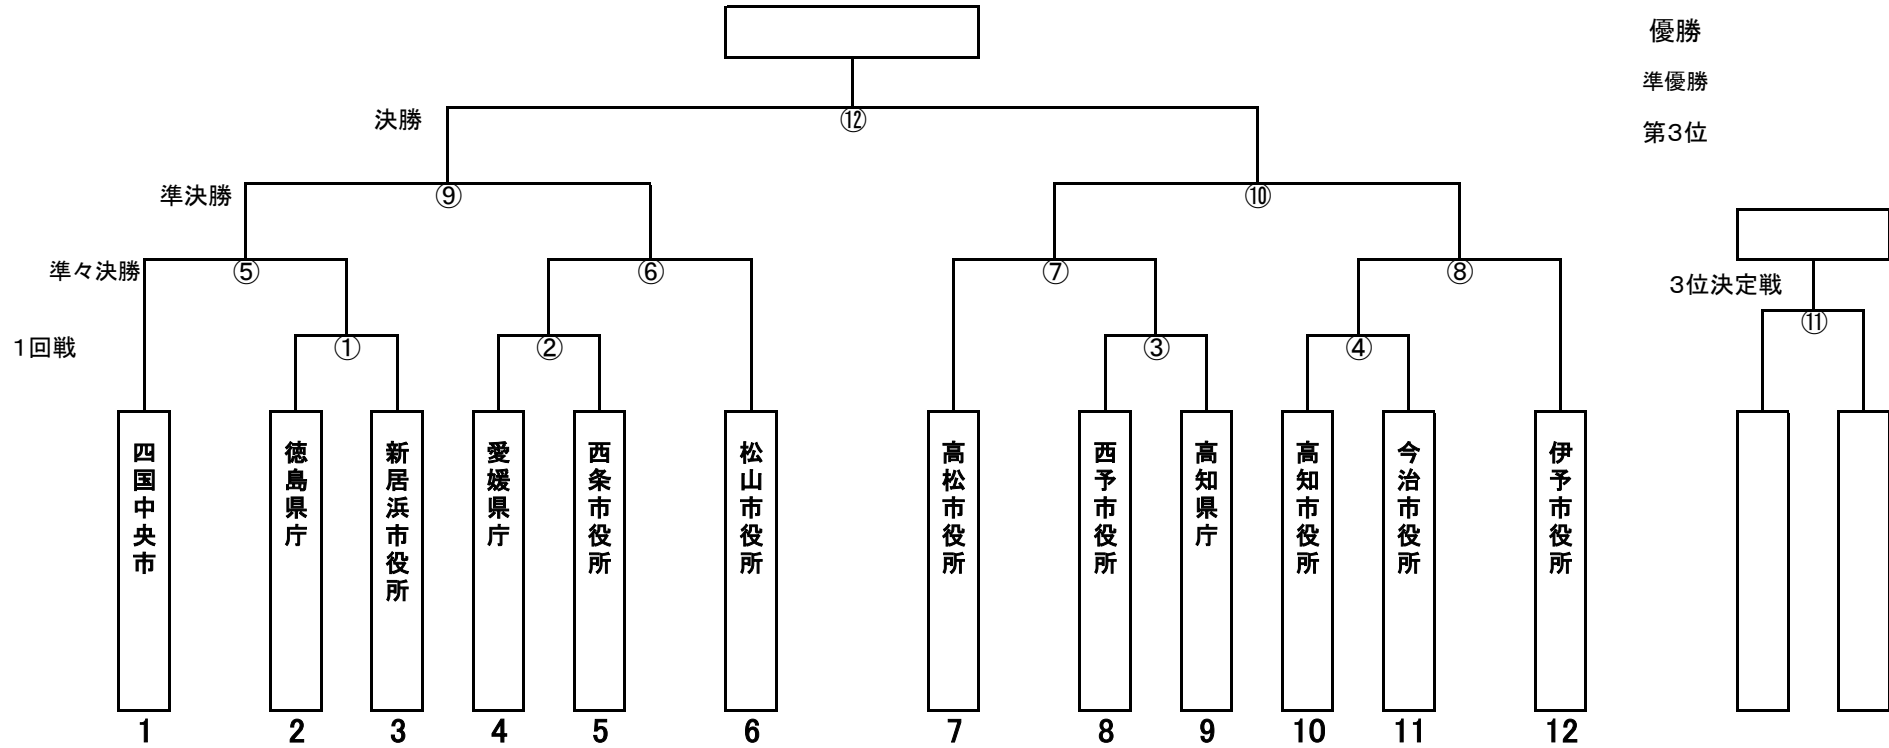 優勝
準優勝
決勝
⑫
第3位
準決勝
⑨
⑩
準々決勝
⑤
⑥
⑦
⑧
3位決定戦
⑪
1回戦
①
②
③
④
四国中央市
徳島県庁
新居浜市役所
愛媛県庁
西条市役所
松山市役所
高松市役所
西予市役所
高知県庁
高知市役所
今治市役所
伊予市役所
1
2
3
4
5
6
7
8
9
10
11
12